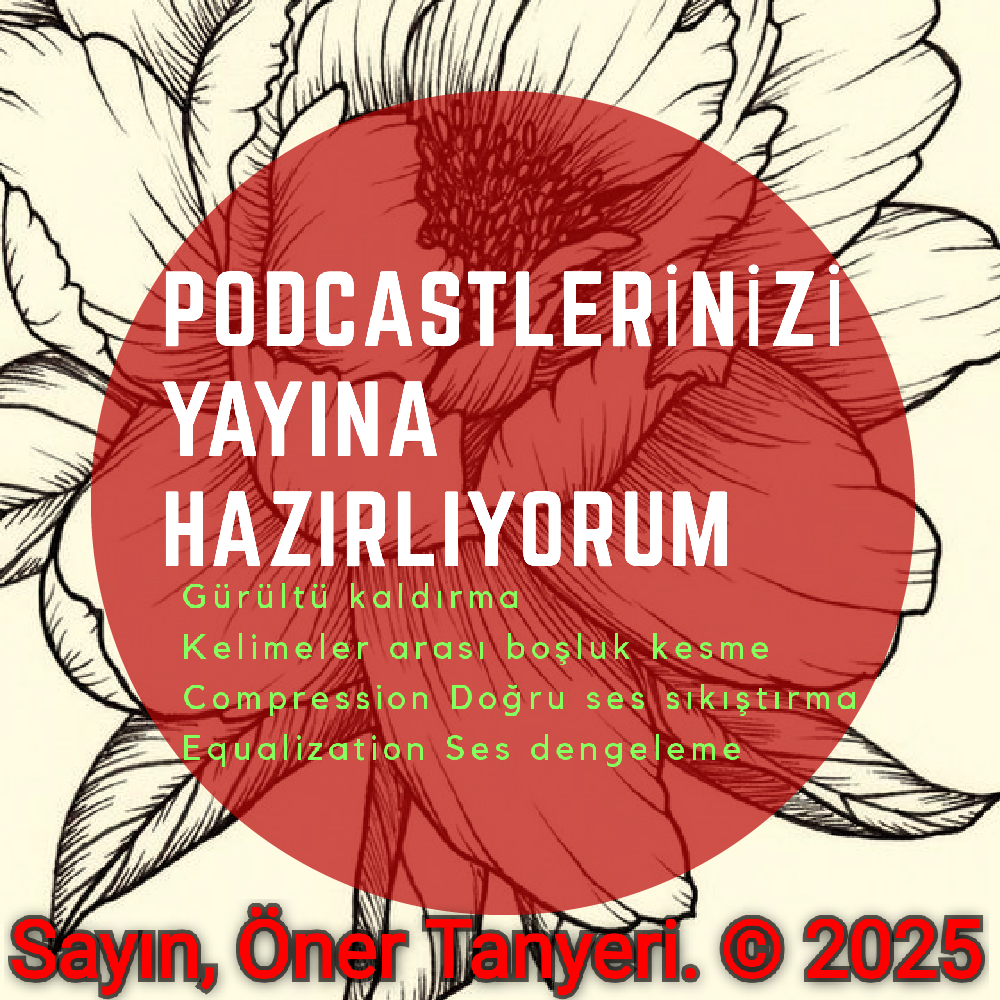 PODCASTLERİNİZİ
YAYINA
HAZIRLIYORUM
Gürültü kaldırma
Kelimeler arası boşluk kesme
Compression Doğru ses sıkıştırma
Equalization Ses dengeleme
Sayın, Öner Tanyeri. © 2025